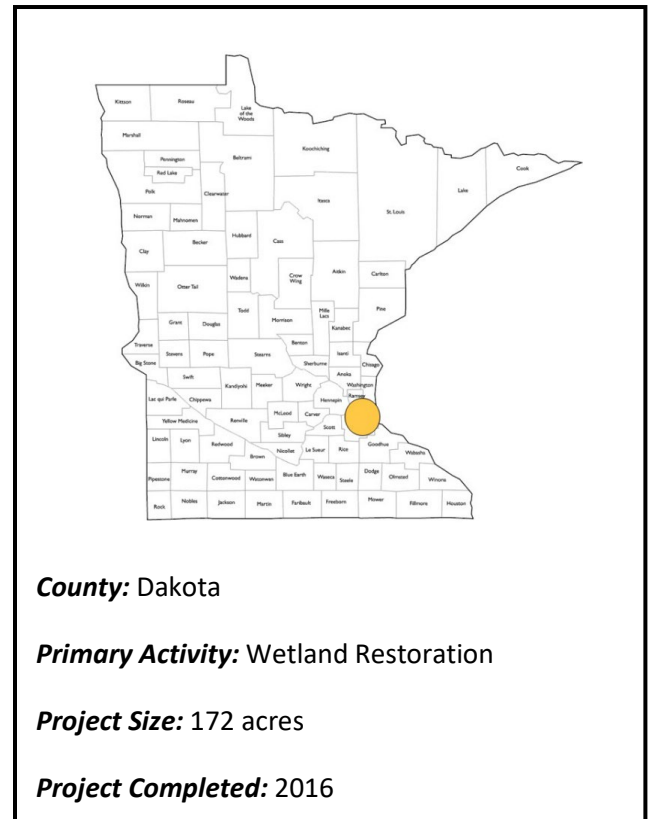 Kittson
Roseau
Lake
of the
Woods
Marshall
Koochiching
Pennington
Beltrami
Cook
Red Lake
Polk
Clearwater
Itasca
Lake
St. Louis
Norman
Mahnomen
Hubbard
Cass
Becker
Clay
Aitkin
Carlton
Wadena
Crow
Wing
Wilkin
Otter Tail
Pine
Todd
Mille
Lacs
Grant
Douglas
Morrison
Kanabec
Benton
Traverse
Stevens
Pope
Stearns
Isanti
Big Stone
Sherburne
Chisago
Anoka
Swift
Kandiyohi
Meeker
Wright
Washington
Ramsey
Lac qui Parle
Chippewa
Hennepin
McLeod
Carver
Yellow Medicine
Renville
Scott
Sibley
Goodhue
Lincoln
Lyon
Redwood
Nicollet
Le Sueur
Rice
Wabasha
Brown
Pipestone
Murray
Cottonwood
Watonwan
Blue Earth
Waseca
Steele
Dodge
Olmsted
Winona
Rock
Nobles
Jackson
Martin
Faribault
Freeborn
Mower
Fillmore
Houston
County: Dakota
Primary Activity: Wetland Restoration
Project Size: 172 acres
Project Completed: 2016